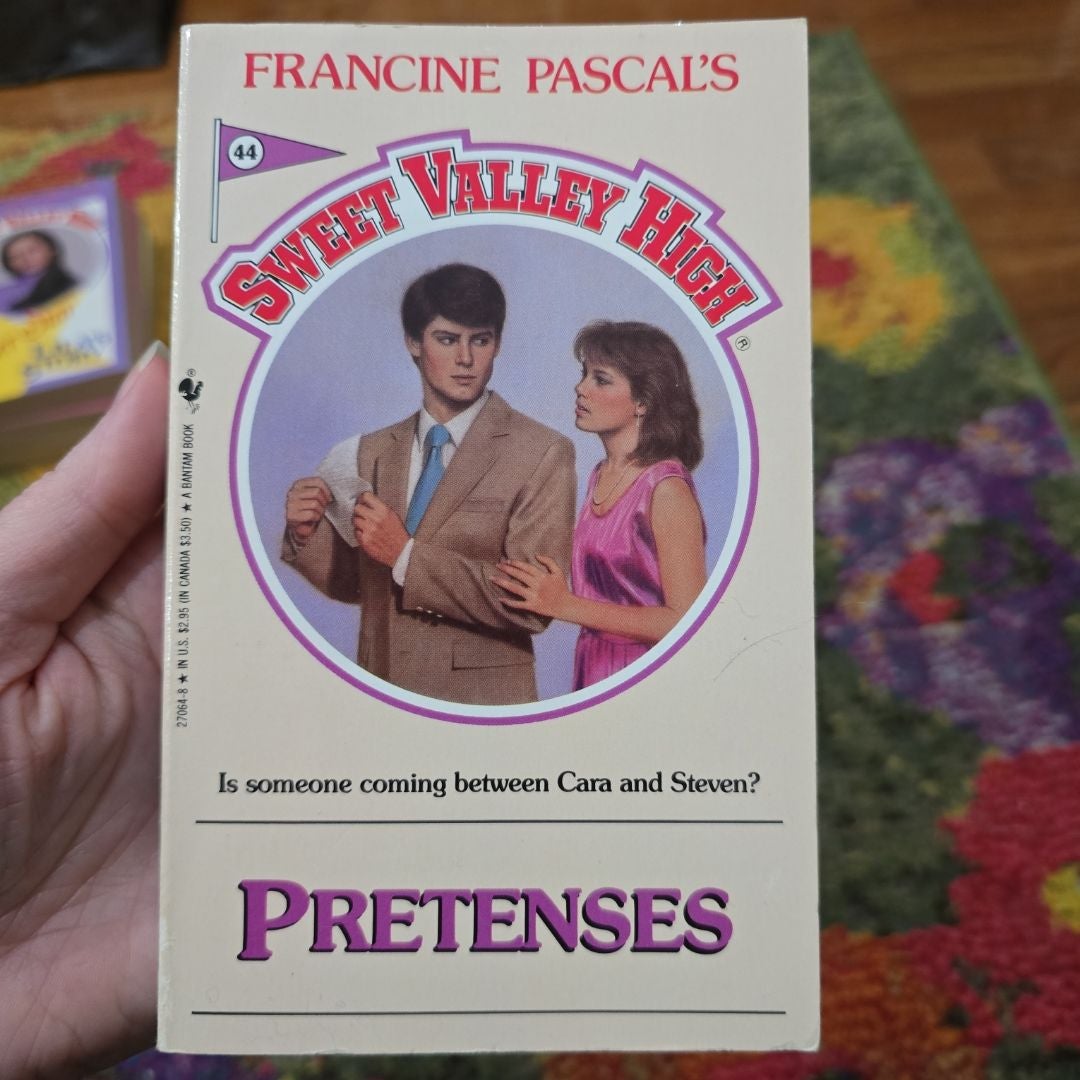 FRANCINE PASCAL'S
44
SWEET VALLEY HIGH
®
27064-8 ★ IN U.S. $2.95 (IN CANADA $3.50) ★ A BANTAM BOOK
Is someone coming between Cara and Steven?
PRETENSES